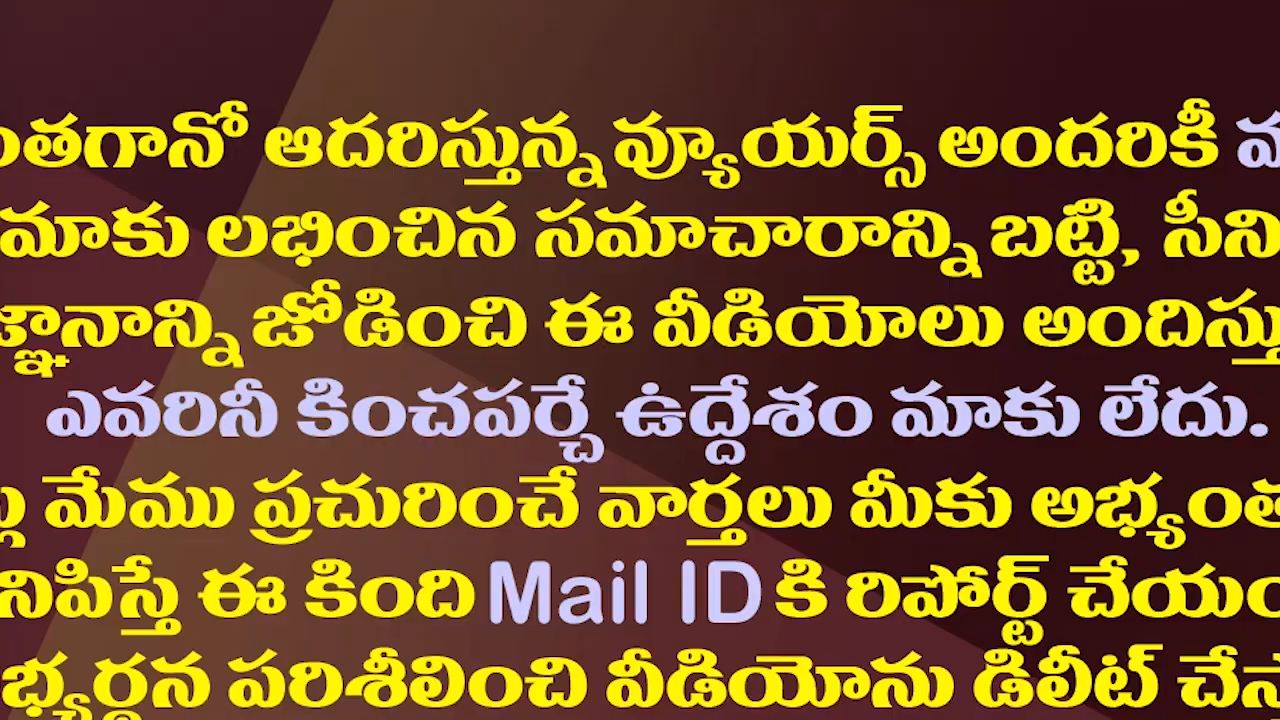 ంతగానో ఆదరిస్తున్న వ్యూయర్స్ అందరికీ
మాకు లభించిన సమాచారాన్ని బట్టి, సీని
జ్ఞానాన్ని జోడించి ఈ వీడియోలు అందిస్తు
ఎవరినీ కించపర్చే ఉద్దేశం మాకు లేదు.
ల్లు మేము ప్రచురించే వార్తలు మీకు అభ్యంత
నిపిస్తే ఈ కింది Mail ID కి రిపోర్ట్ చేయం
భ్యర్థన పరిశీలించి వీడియోను డిలీట్ చేస